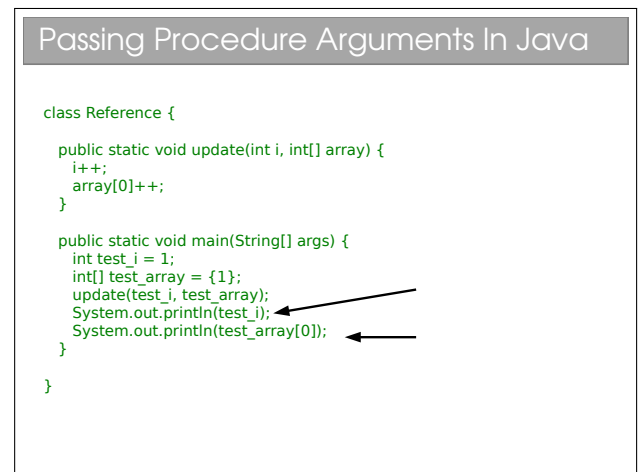 Passing Procedure Arguments In Java
class Reference {
public static void update(int i, int[] array) {
i++;
array[0]++;
}
public static void main(String[] args) {
int test_i = 1;
int[] test_array = {1};
update(test_i, test_array);
System.out.println(test_i);
System.out.println(test_array[0]);
}
}